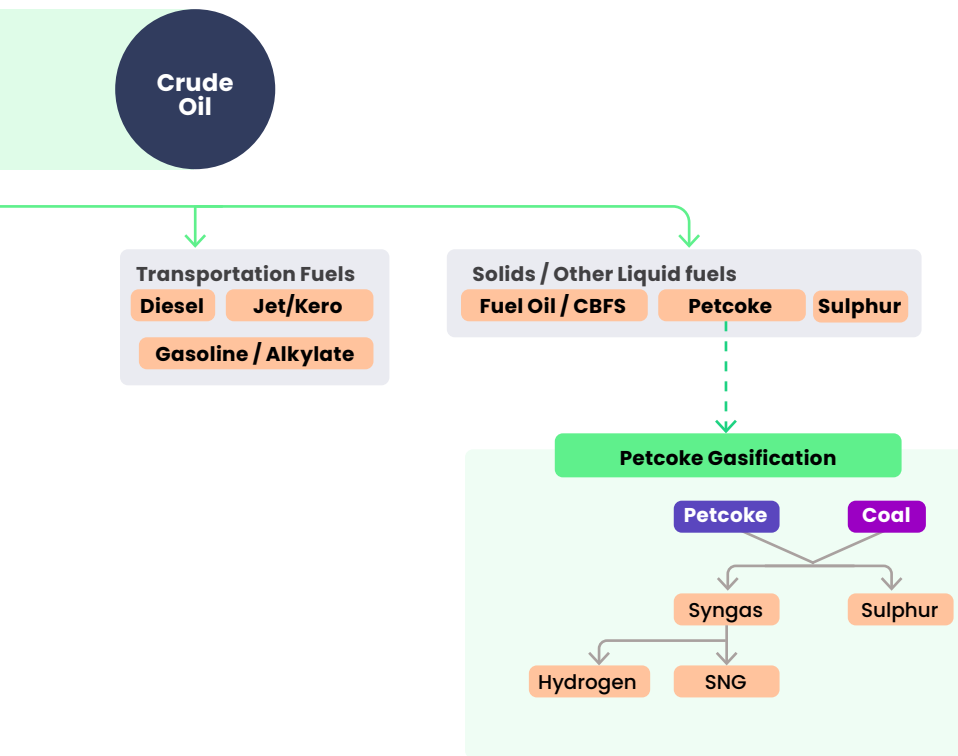 Crude
Oil
Transportation Fuels
Diesel
Jet/Kero
Gasoline / Alkylate
Solids / Other Liquid fuels
Fuel Oil / CBFS
Petcoke
Sulphur
Petcoke Gasification
Petcoke
Coal
Syngas
Sulphur
Hydrogen
SNG